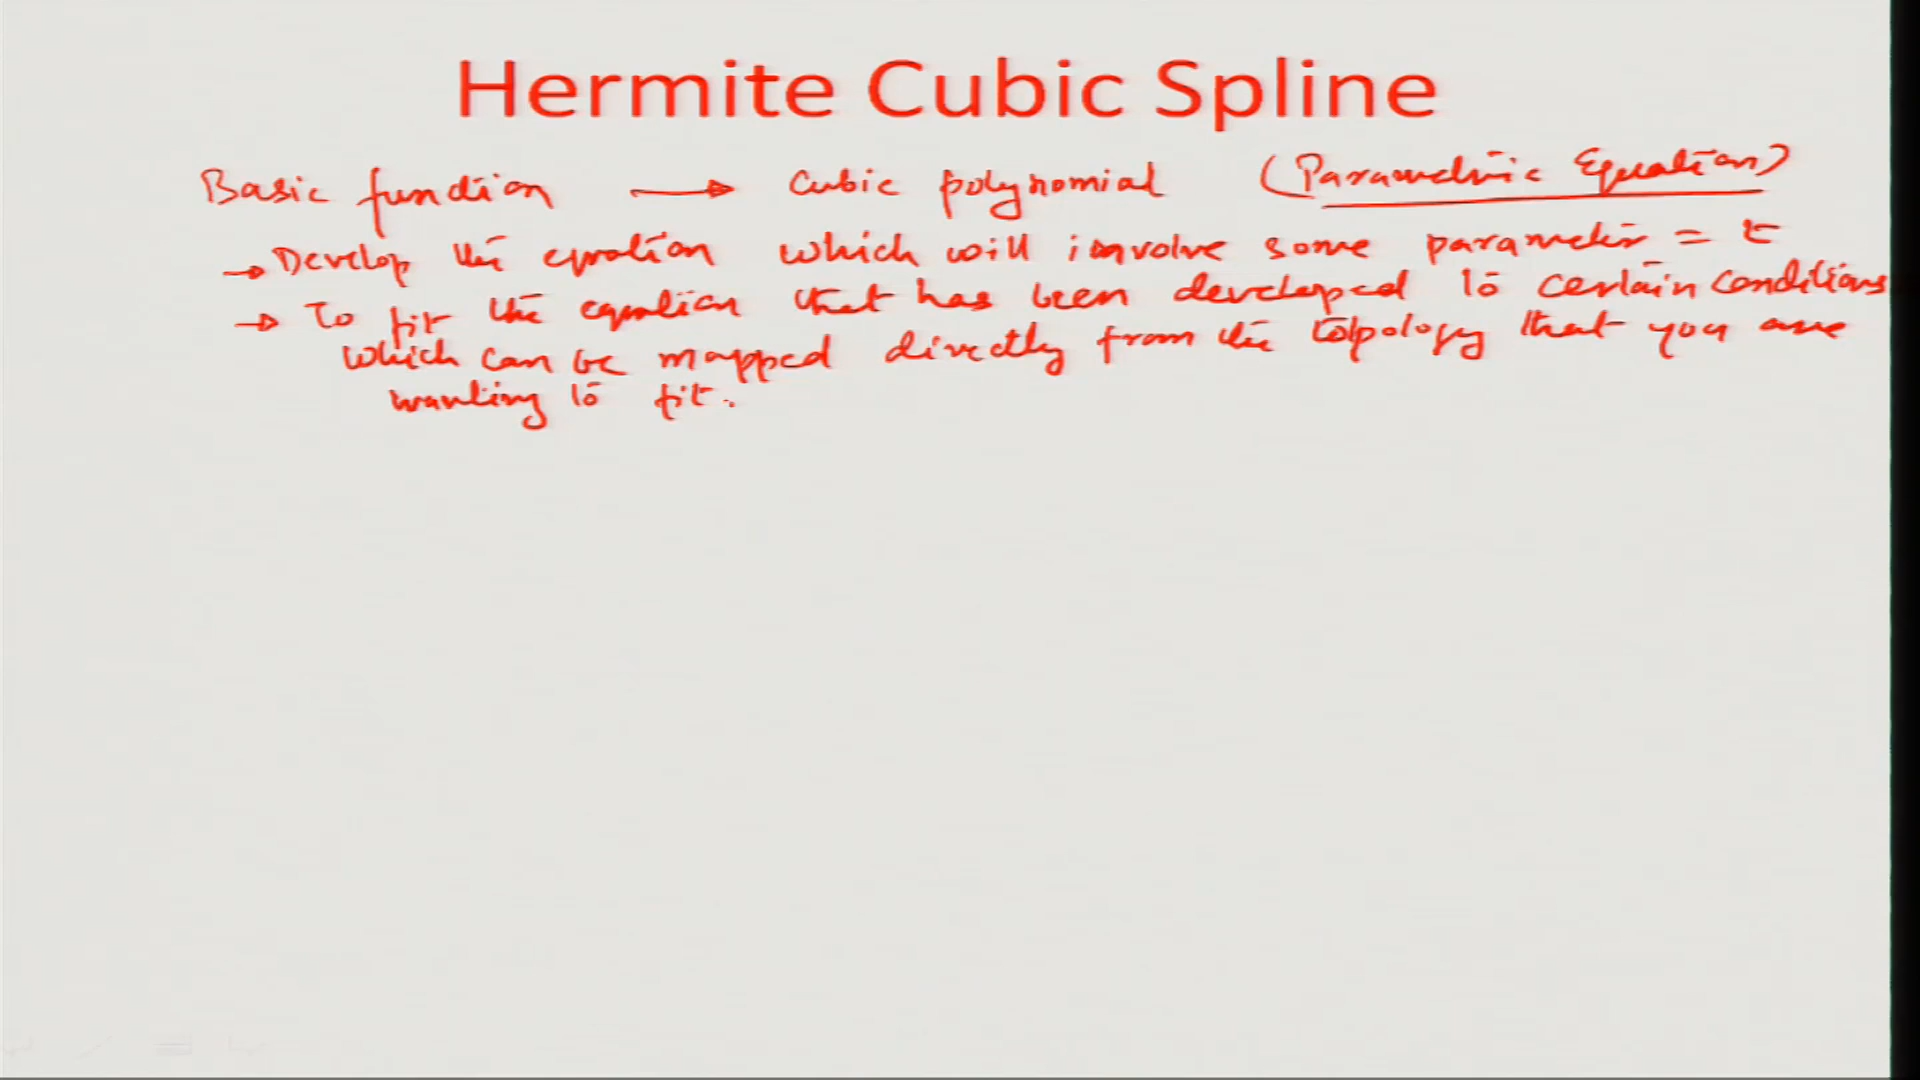 Hermite Cubic Spline
Basic function → Cubic polynomial (Parametric Equation)
→ Develop the equation which will involve some parameter = t
→ To fit the equation that has been developed to certain conditions
which can be mapped directly from the topology that you are
wanting to fit.